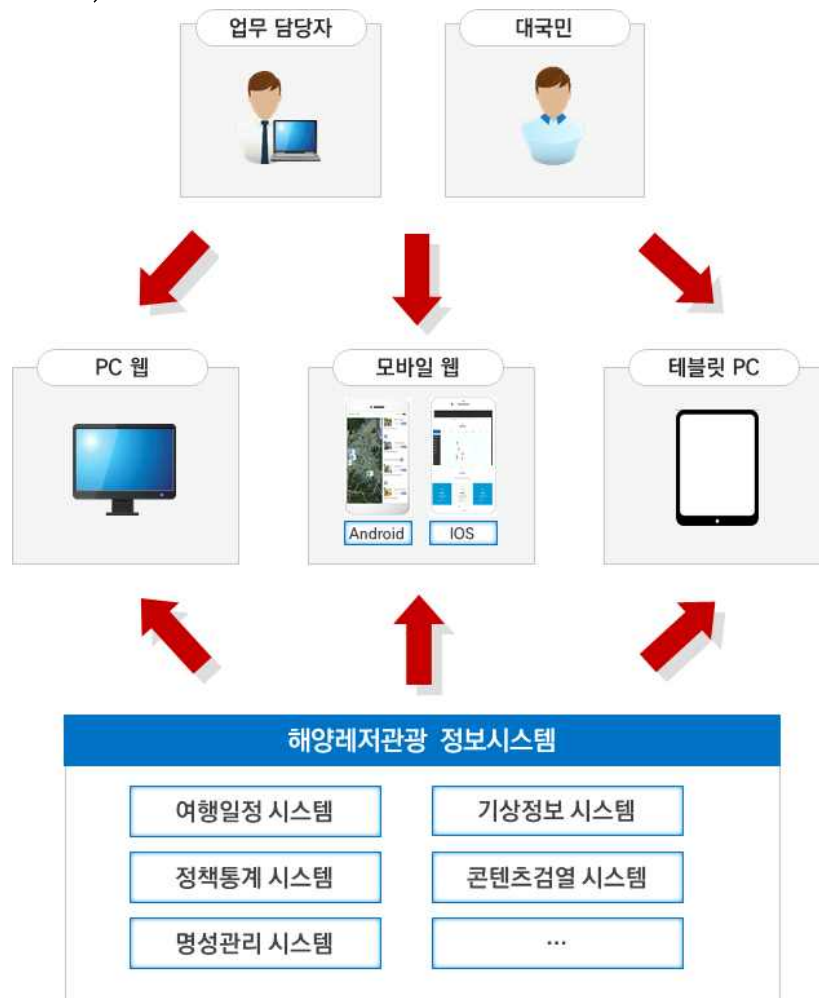 업무 담당자
대국민
PC 웹
모바일 웹
테블릿 PC
Android
IOS
해양레저관광 정보시스템
여행일정 시스템
기상정보 시스템
정책통계 시스템
콘텐츠검열 시스템
명성관리 시스템
…